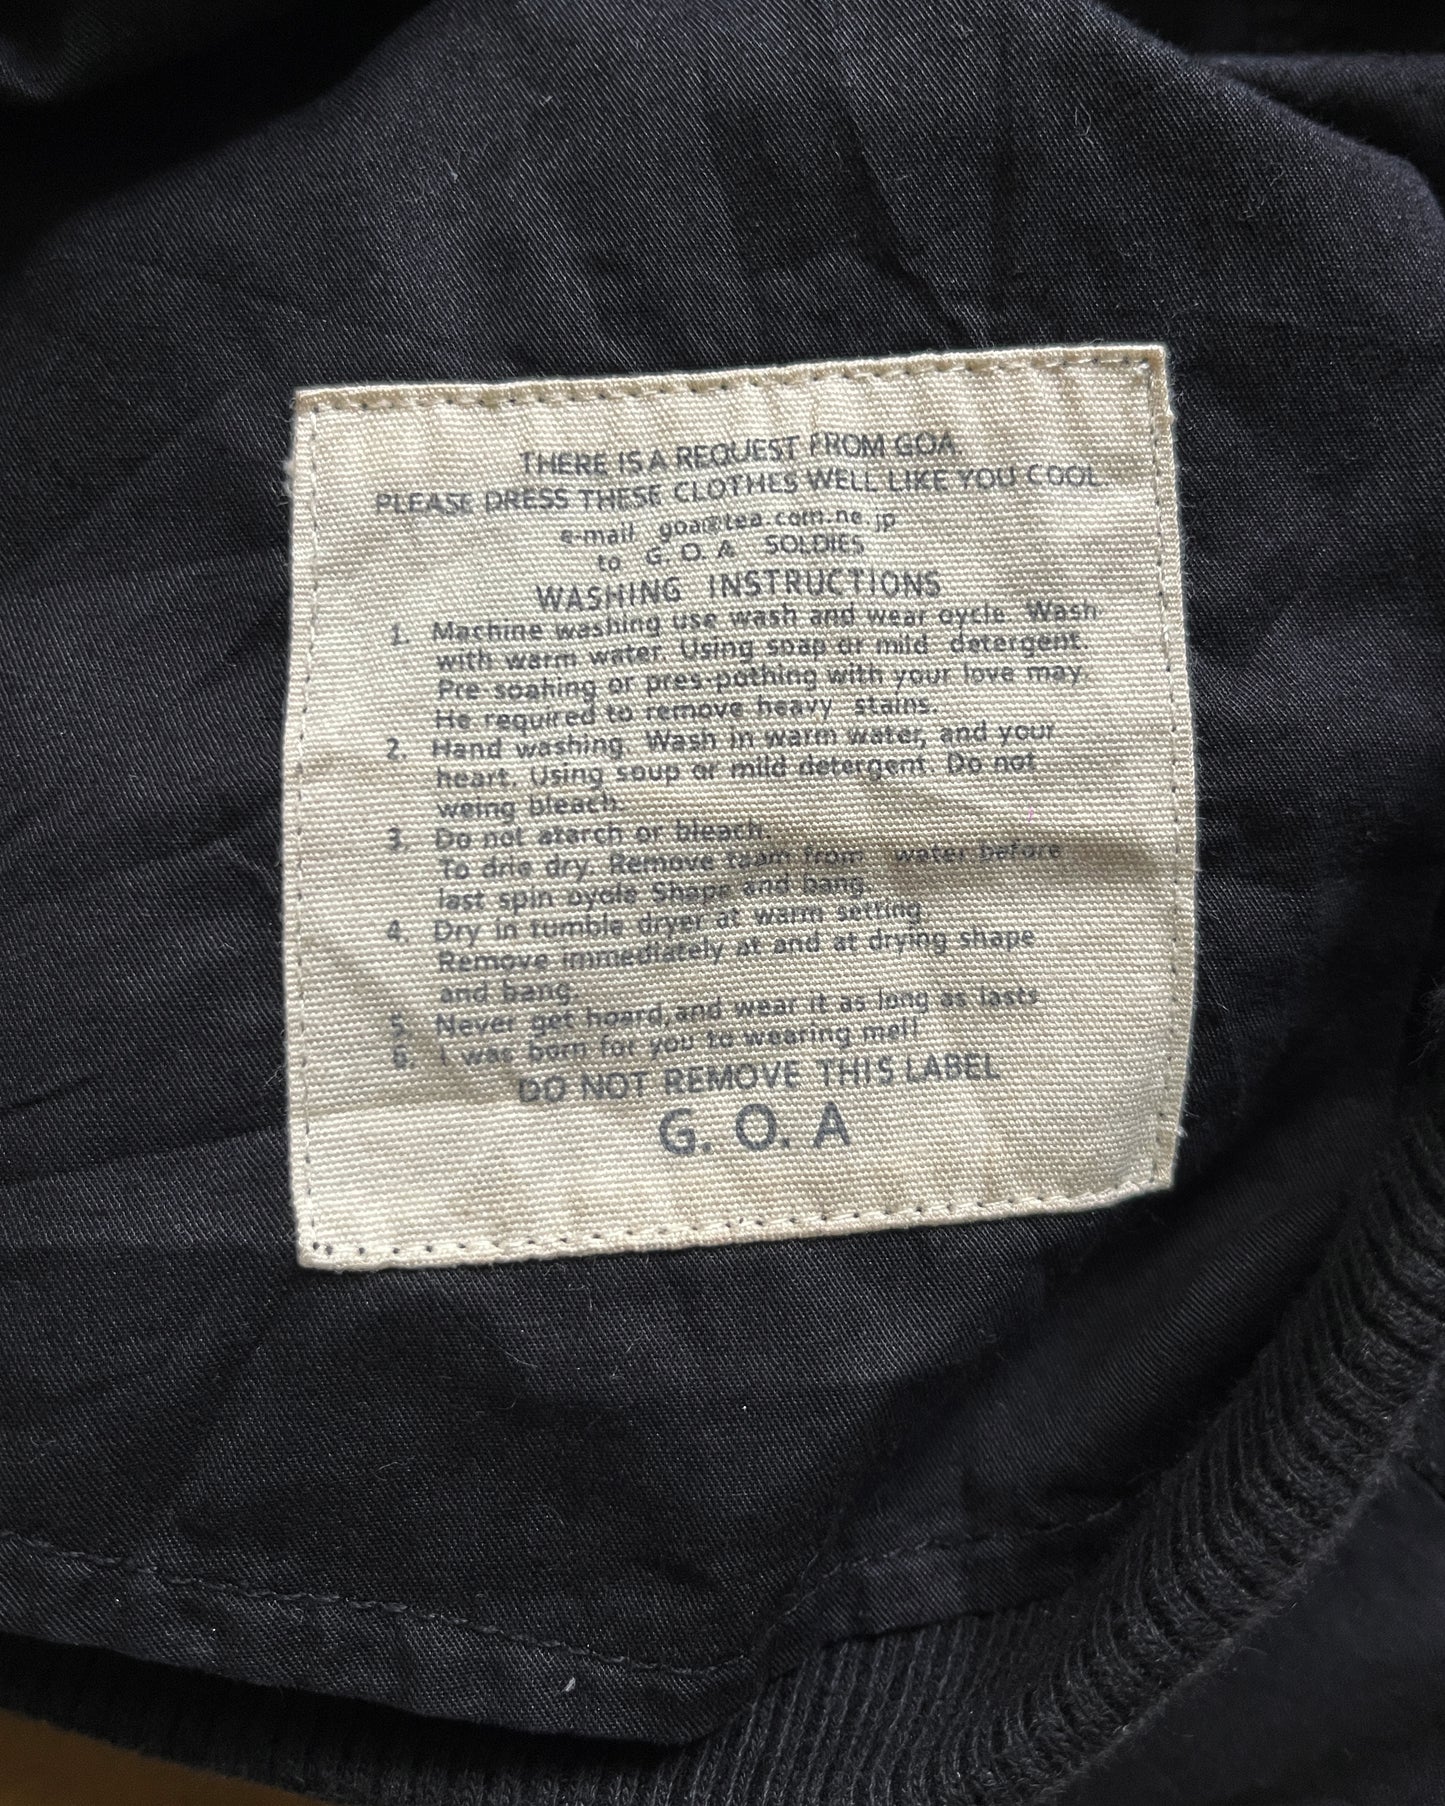 THERE IS A REQUEST FROM GOA.
PLEASE DRESS THESE CLOTHES WELL LIKE YOU COOL.
e-mail goa@tea.com.ne.jp
to G.O.A SOLDIES
WASHING INSTRUCTIONS
1. Machine washing use wash and wear oycle. Wash
with warm water. Using soap or mild detergent.
Pre soahing or pres-pothing with your love may.
He required to remove heavy stains.
2. Hand washing. Wash in warm water, and your
heart. Using soup or mild detergent. Do not
weing bleach.
3. Do not atarch or bleach.
To drie dry. Remove taam from water before
last spin oyole Shape and bang.
4. Dry in tumble dryer at warm setting.
Remove immediately at and at drying shape
and bang.
5. Never get hoard,and wear it as long as lasts
6. I was born for you to wearing me!!
DO NOT REMOVE THIS LABEL
G. O. A